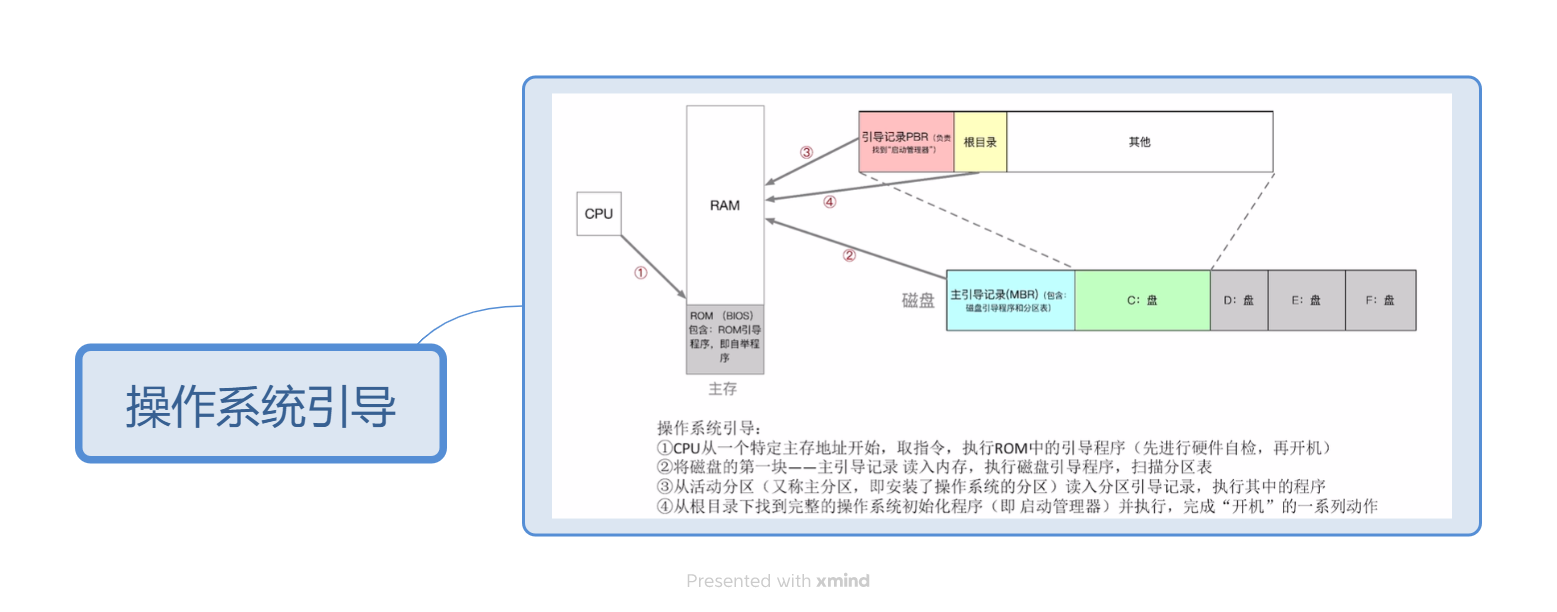 操作系统引导
CPU
①
RAM
ROM （BIOS）
包含：ROM引导
程序，即自举程
序
主存
③
④
②
引导记录PBR（负责
找到“启动管理器”）
根目录
其他
磁盘
主引导记录(MBR)（包含：
磁盘引导程序和分区表）
C：盘
D：盘
E：盘
F：盘
操作系统引导：
①CPU从一个特定主存地址开始，取指令，执行ROM中的引导程序（先进行硬件自检，再开机）
②将磁盘的第一块——主引导记录 读入内存，执行磁盘引导程序，扫描分区表
③从活动分区（又称主分区，即安装了操作系统的分区）读入分区引导记录，执行其中的程序
④从根目录下找到完整的操作系统初始化程序（即 启动管理器）并执行，完成“开机”的一系列动作
Presented with xmind